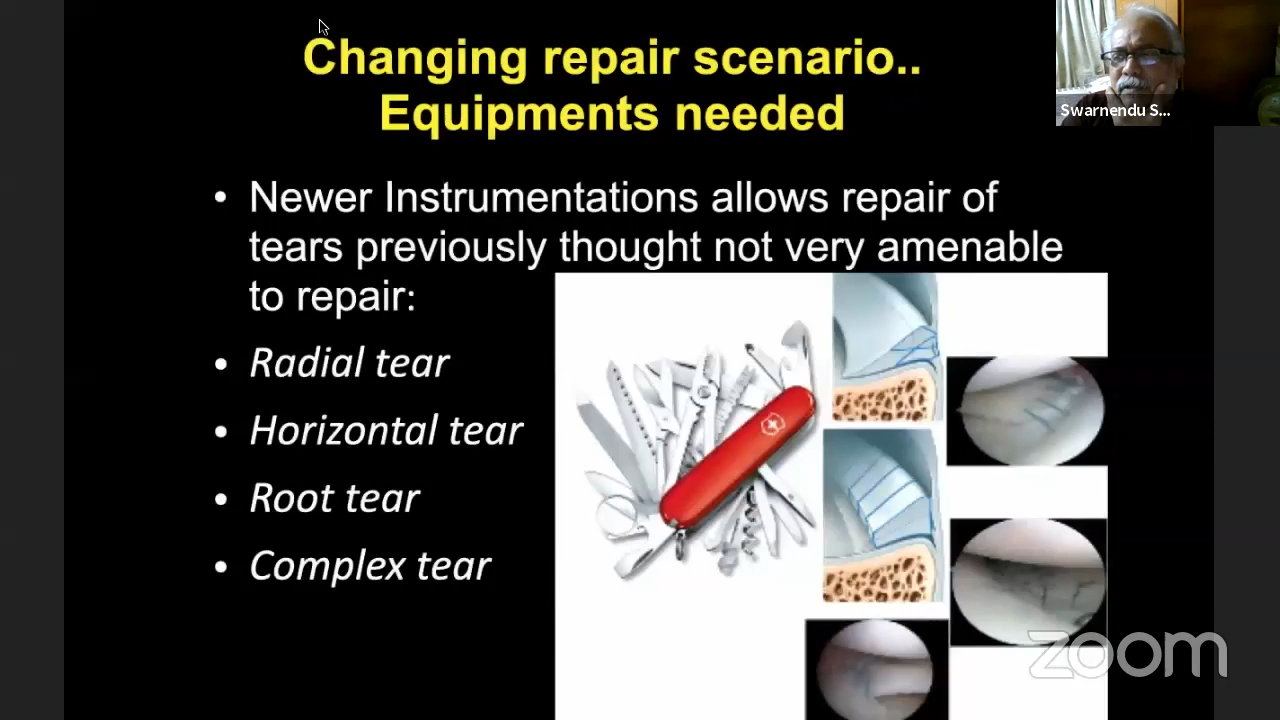 Changing repair scenario..
Equipments needed
Swarnendu S...
• Newer Instrumentations allows repair of
tears previously thought not very amenable
to repair:
• Radial tear
• Horizontal tear
• Root tear
• Complex tear
zoom